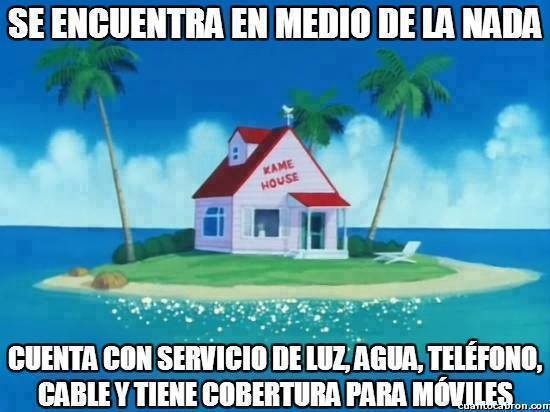 SE ENCUENTRA EN MEDIO DE LA NADA
KAME
HOUSE
CUENTA CON SERVICIO DE LUZ, AGUA, TELÉFONO,
CABLE Y TIENE COBERTURA PARA MÓVILES
cuantocabron.com